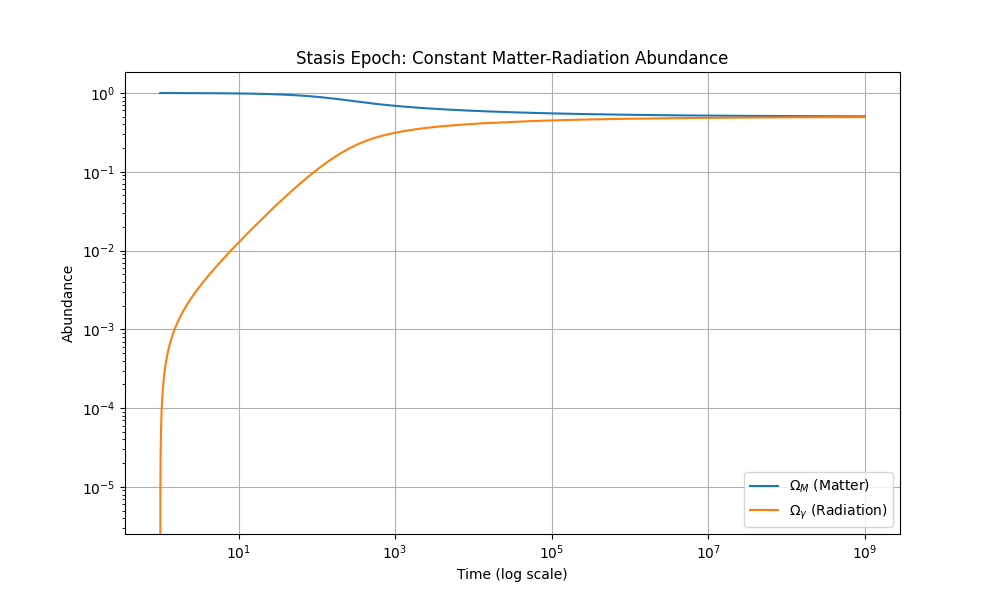 Stasis Epoch: Constant Matter-Radiation Abundance
10⁰
10⁻¹
10⁻²
10⁻³
10⁻⁴
10⁻⁵
Abundance
Ω_M (Matter)
Ω_γ (Radiation)
10¹
10³
10⁵
10⁷
10⁹
Time (log scale)